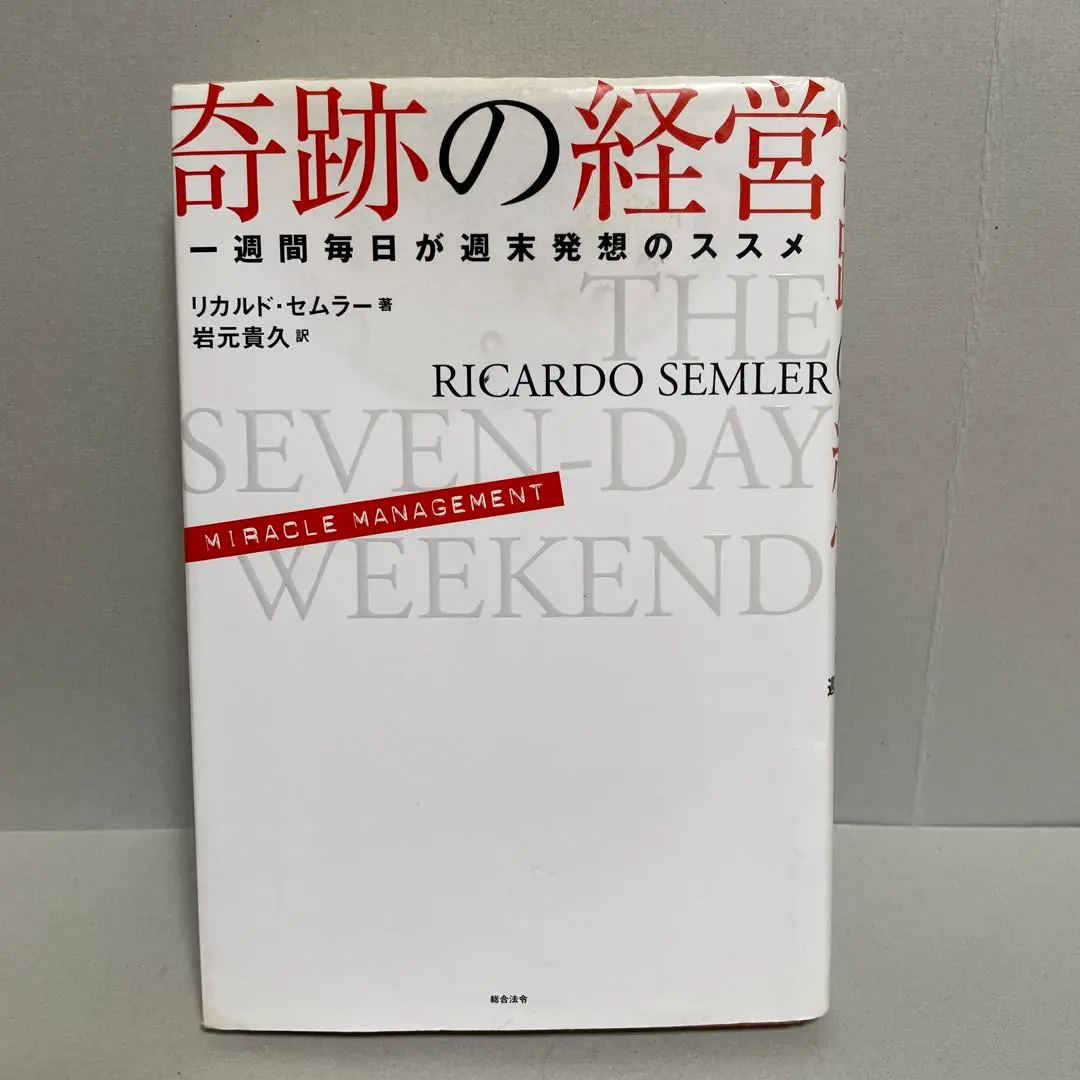 奇跡の経営
一週間毎日が週末発想のススメ
リカルド・セムラー 著
岩元貴久 訳
THE
RICARDO SEMLER
SEVEN-DAY
MIRACLE MANAGEMENT
WEEKEND
総合法令